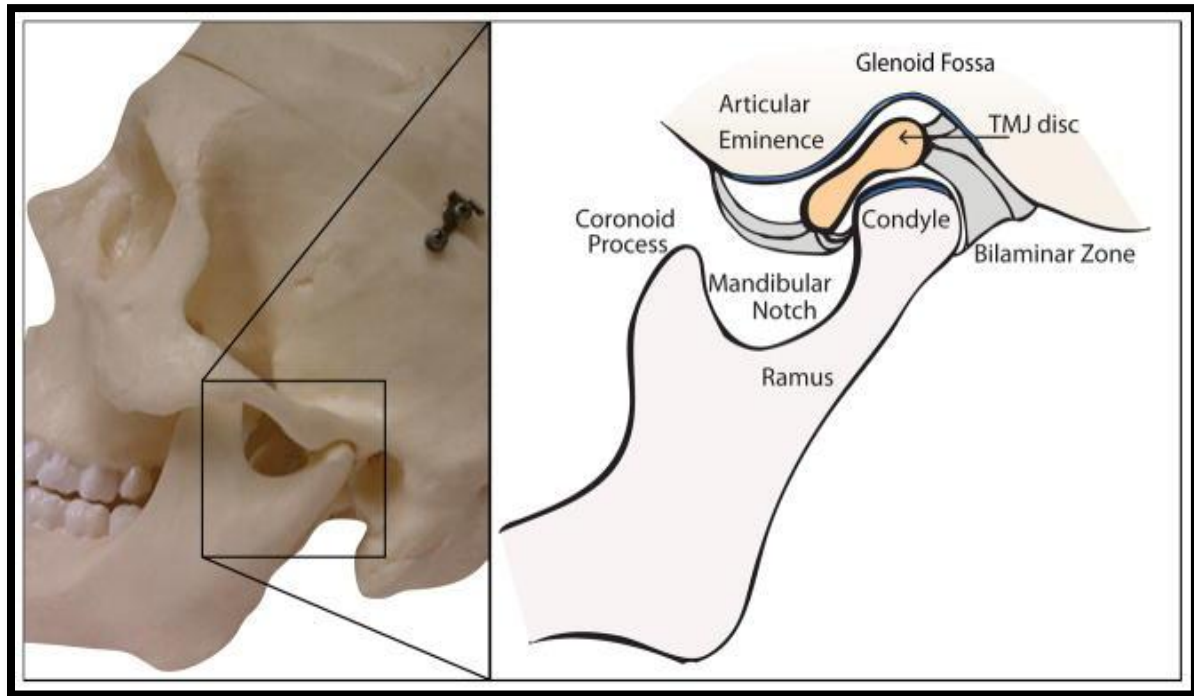 Glenoid Fossa
Articular
Eminence
TMJ disc
Coronoid
Process
Condyle
Bilaminar Zone
Mandibular
Notch
Ramus